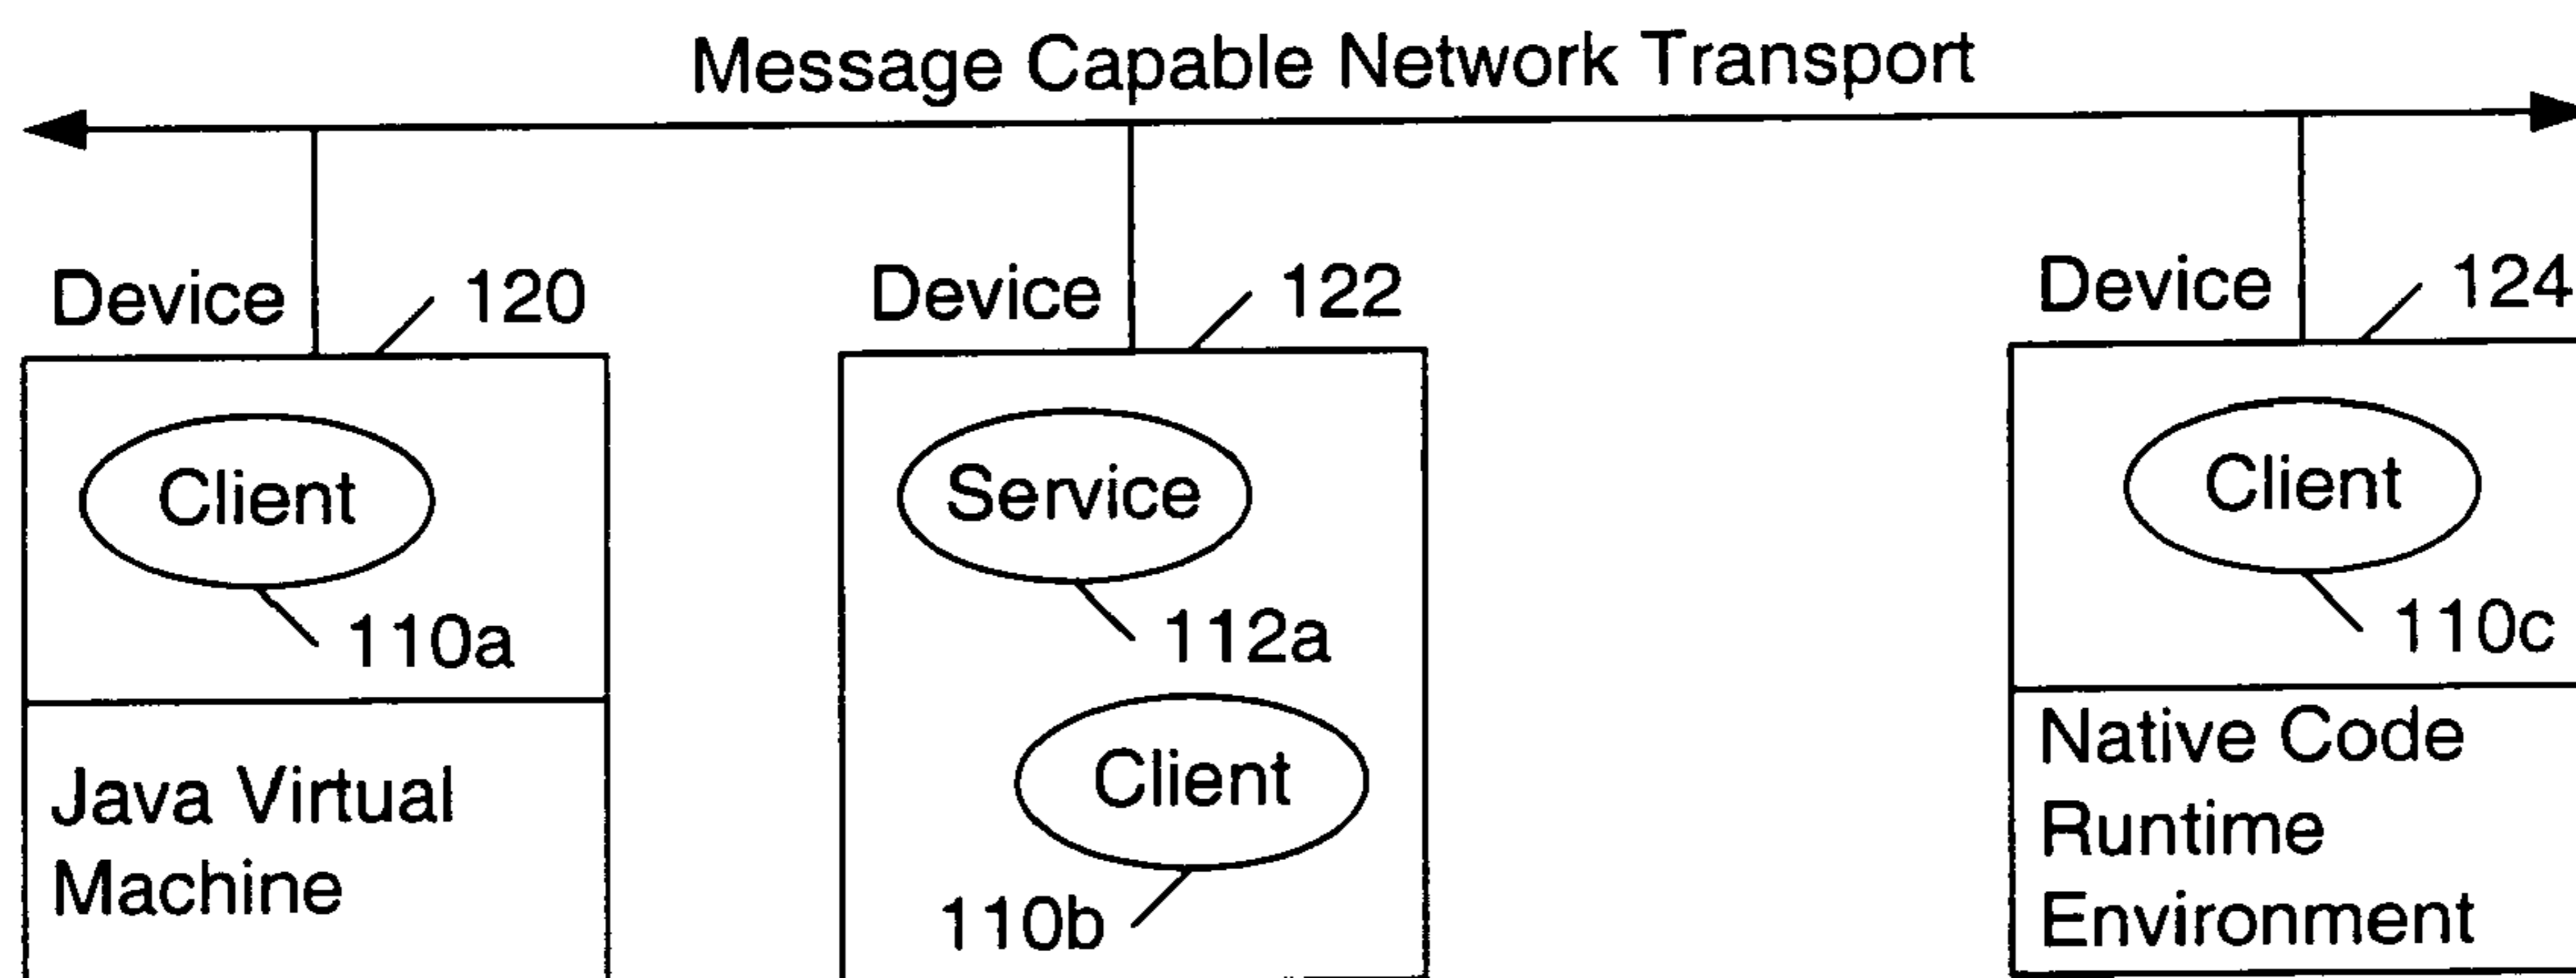 Message Capable Network Transport
Device 120
Device 122
Device 124
Client
110a
Java Virtual
Machine
Service
112a
Client
110b
Client
110c
Native Code
Runtime
Environment